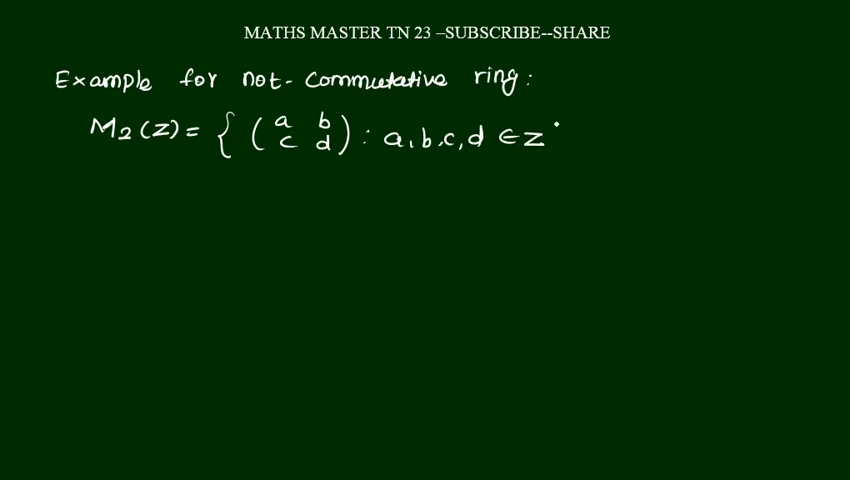 MATHS MASTER TN 23 –SUBSCRIBE--SHARE
Example for not-commutative ring:
M₂(Z) = { ( a b c d ) : a, b, c, d ∈ Z